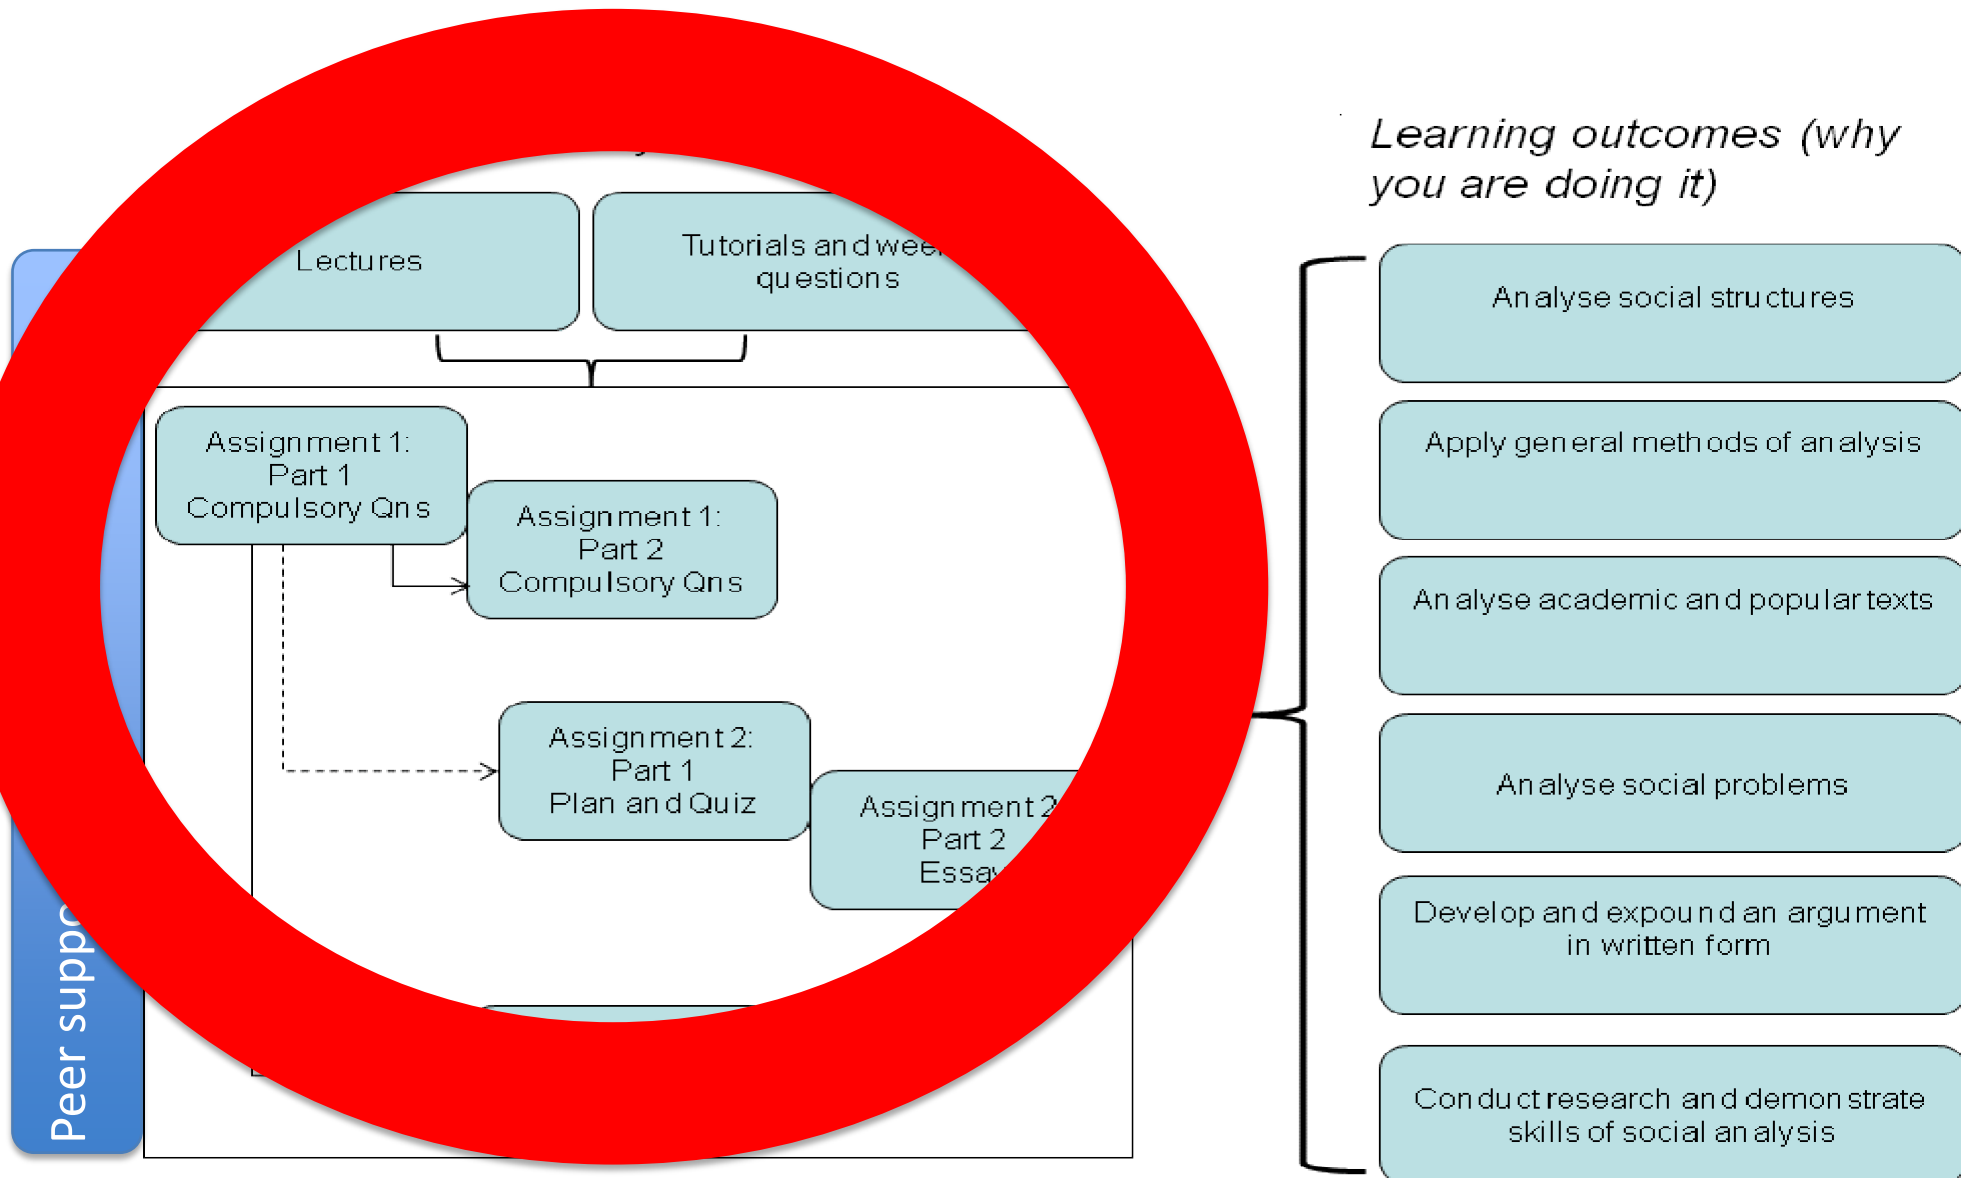 Learning outcomes (why
you are doing it)
Lectures
Tutorials and
questions
Assignment 1:
Part 1
Compulsory Qns
Assignment 1:
Part 2
Compulsory Qns
Assignment 2:
Part 1
Plan and Quiz
Assignment 2
Part 2
Essay
Peer
Analyse social structures
Apply general methods of analysis
Analyse academic and popular texts
Analyse social problems
Develop and expound an argument
in written form
Conduct research and demonstrate
skills of social analysis